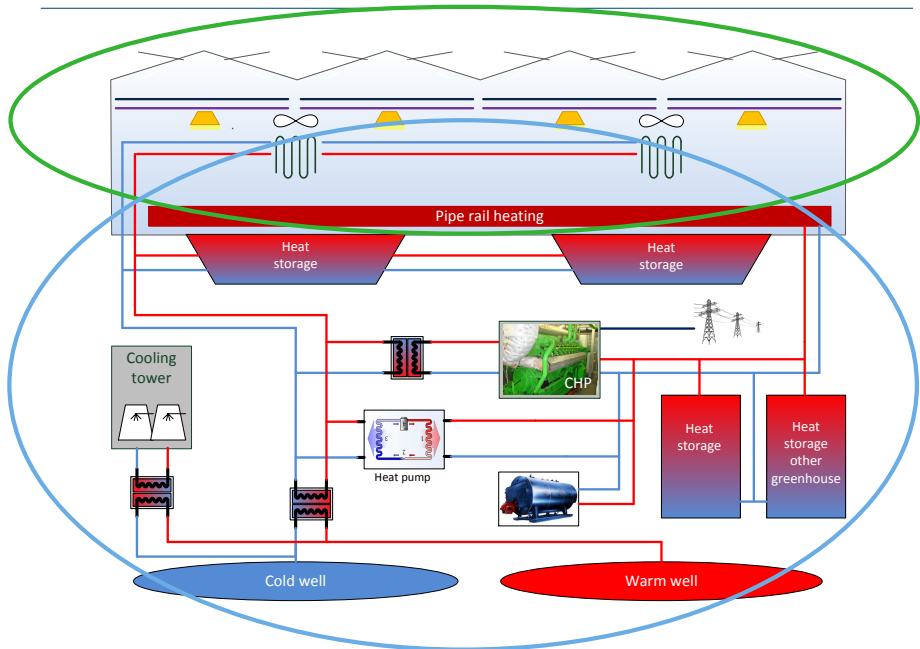 Pipe rail heating
Heat
storage
Heat
storage
Cooling
tower
CHP
Heat
storage
Heat
storage
other
greenhouse
Heat pump
Cold well
Warm well